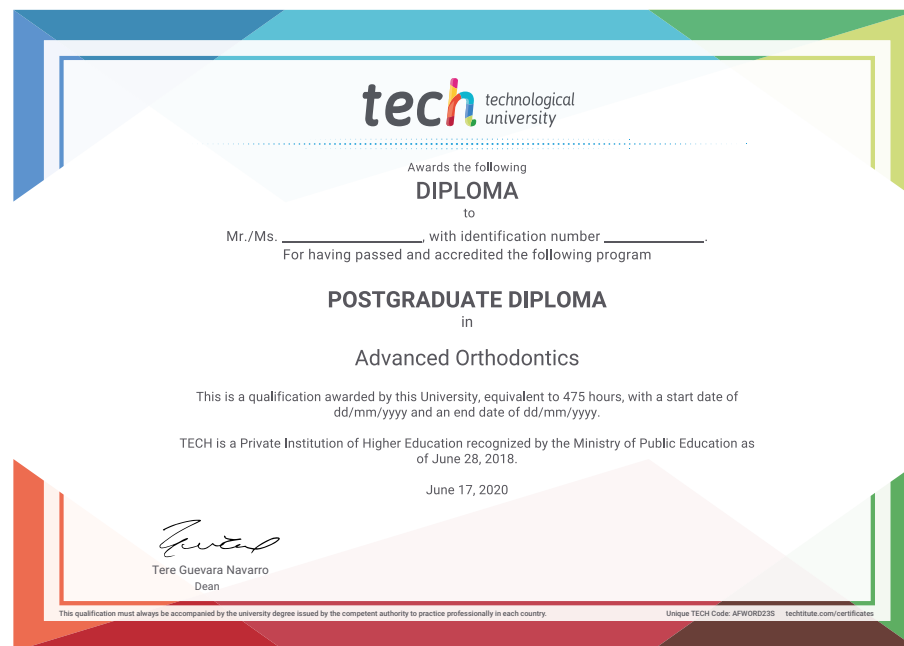 tech technological
university
Awards the following
DIPLOMA
to
Mr./Ms. ____________, with identification number ____________.
For having passed and accredited the following program
POSTGRADUATE DIPLOMA
in
Advanced Orthodontics
This is a qualification awarded by this University, equivalent to 475 hours, with a start date of
dd/mm/yyyy and an end date of dd/mm/yyyy.
TECH is a Private Institution of Higher Education recognized by the Ministry of Public Education as
of June 28, 2018.
June 17, 2020
Tere Guevara Navarro
Dean
This qualification must always be accompanied by the university degree issued by the competent authority to practice professionally in each country.
Unique TECH Code: AFWORD23S techtitute.com/certificates